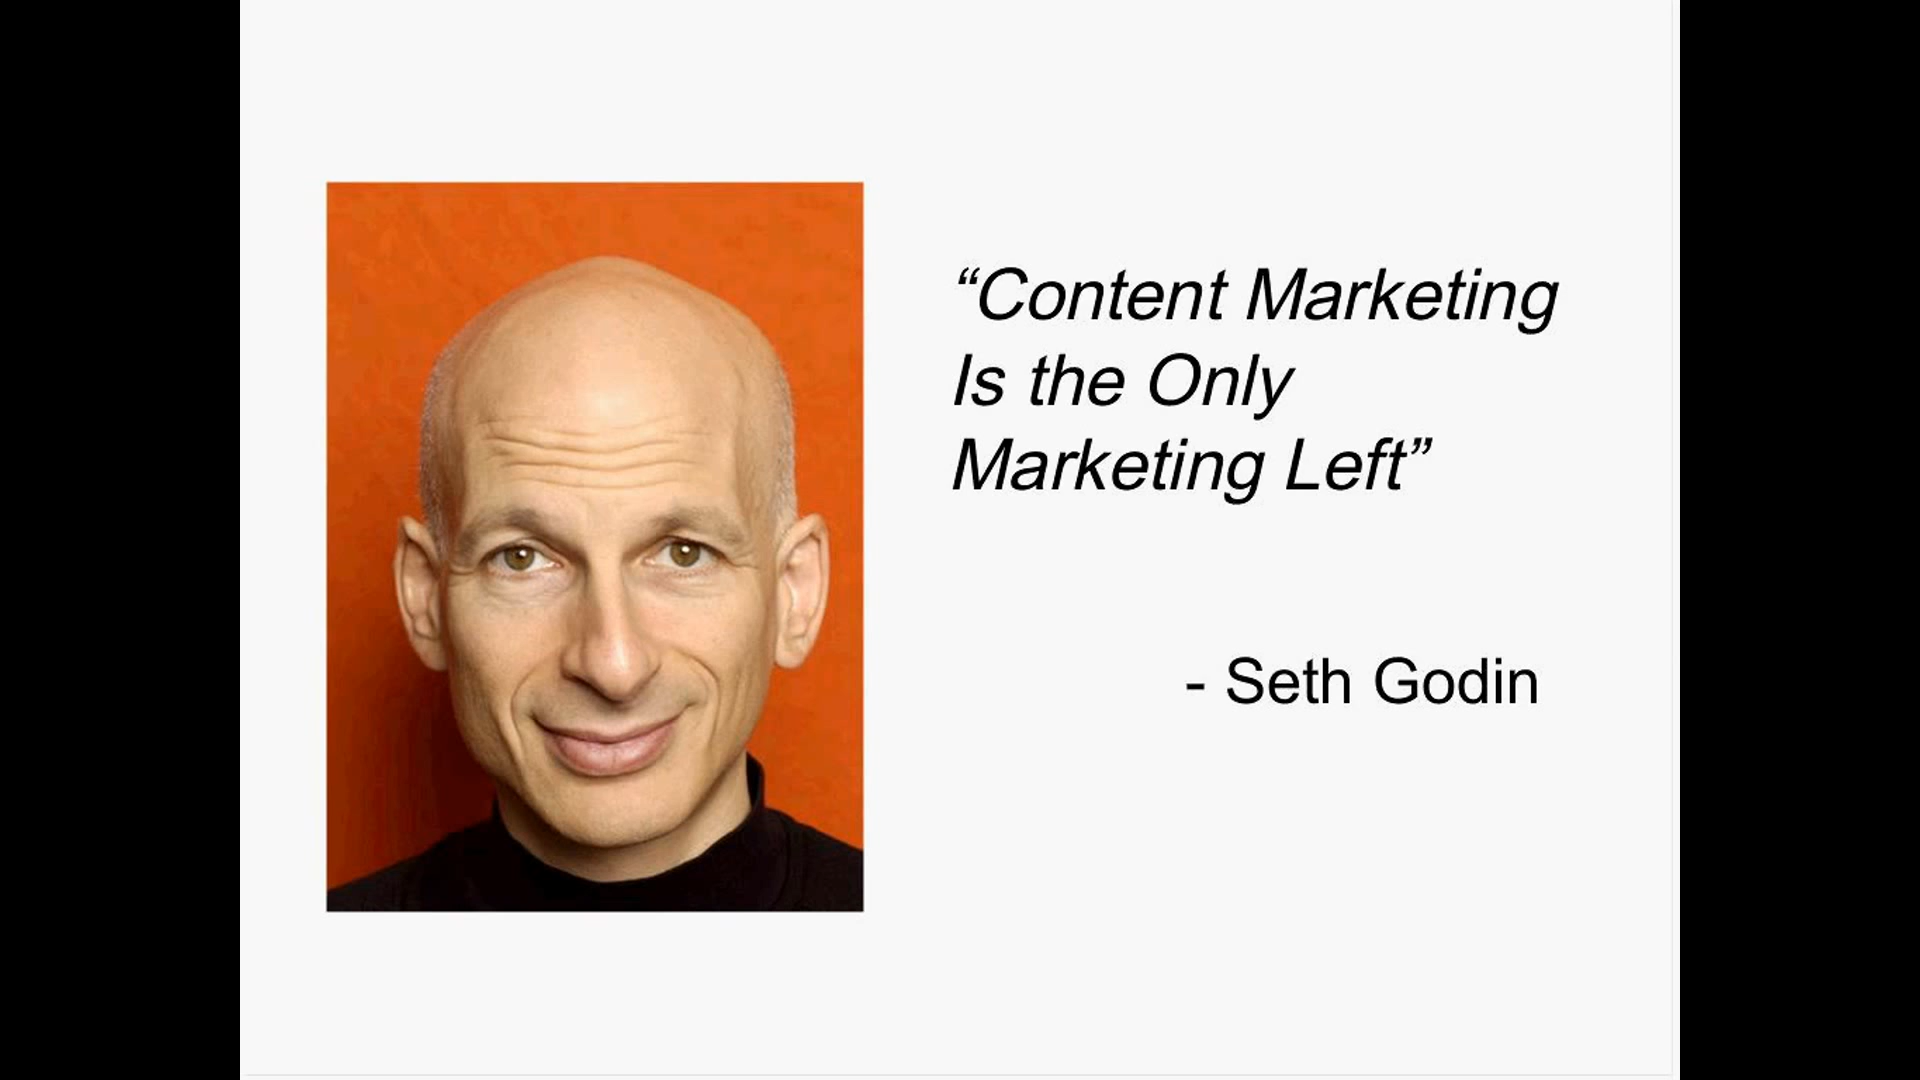 “Content Marketing
Is the Only
Marketing Left”
- Seth Godin